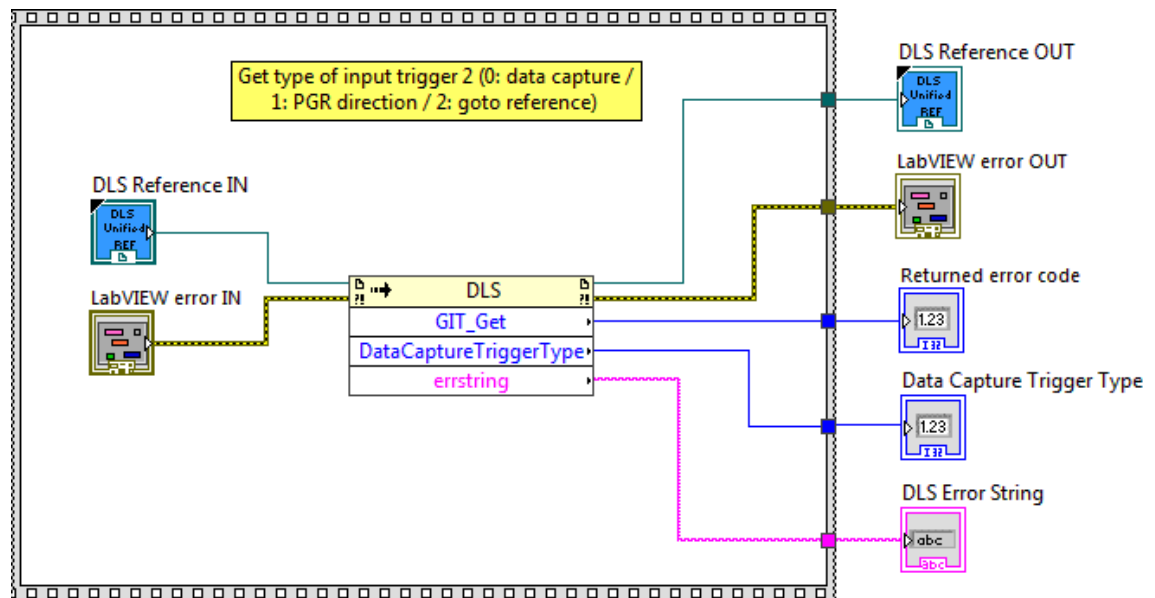 DLS Reference OUT
DLS
Unified
REF
Get type of input trigger 2 (0: data capture /
1: PGR direction / 2: goto reference)
LabVIEW error OUT
DLS Reference IN
DLS
Unified
REF
LabVIEW error IN
?!
DLS
?!
GIT_Get
DataCaptureTriggerType
errstring
Returned error code
1.23
I32
Data Capture Trigger Type
1.23
I32
DLS Error String
abc
abc